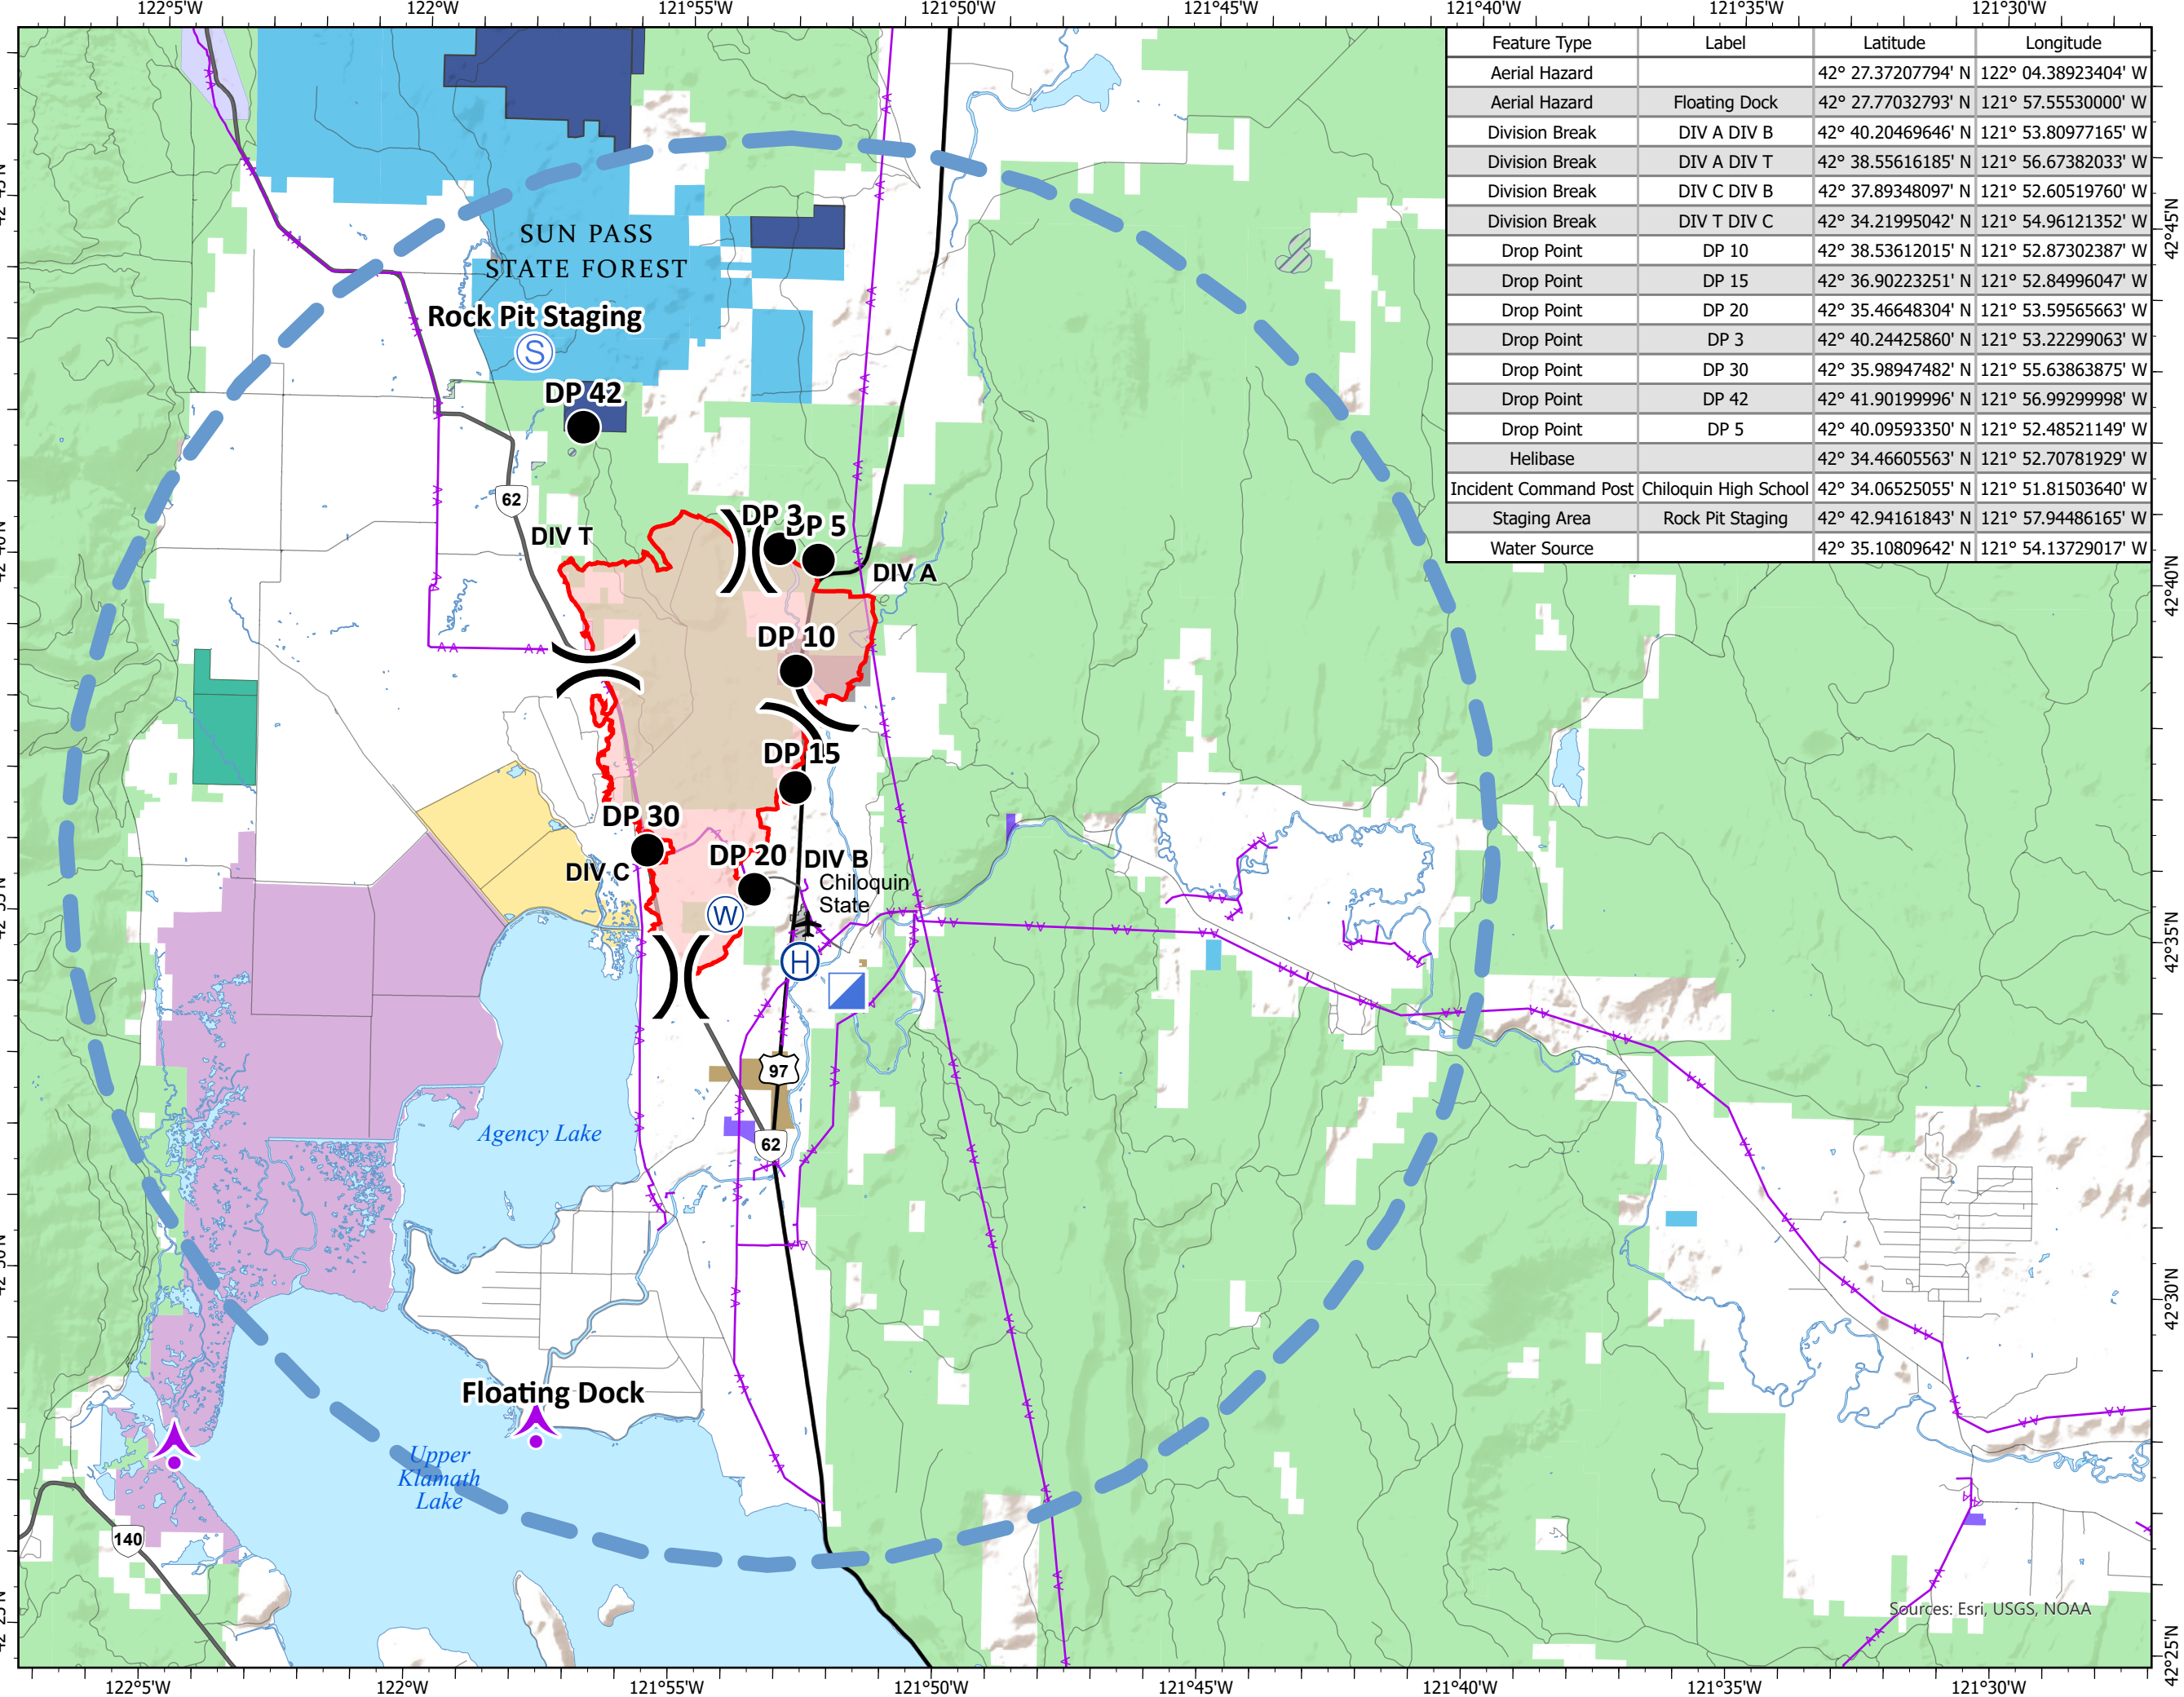 122°5'W 122°W 121°55'W 121°50'W 121°45'W 121°40'W 121°35'W 121°30'W
Feature Type Label Latitude Longitude
Aerial Hazard 42° 27.37207794' N 122° 04.38923404' W
Aerial Hazard Floating Dock 42° 27.77032793' N 121° 57.55530000' W
Division Break DIV A DIV B 42° 40.20469646' N 121° 53.80977165' W
Division Break DIV A DIV T 42° 38.55616185' N 121° 56.67382033' W
Division Break DIV C DIV B 42° 37.89348097' N 121° 52.60519760' W
Division Break DIV T DIV C 42° 34.21995042' N 121° 54.96121352' W
Drop Point DP 10 42° 38.53612015' N 121° 52.87302387' W
Drop Point DP 15 42° 36.90223251' N 121° 52.84996047' W
Drop Point DP 20 42° 35.46648304' N 121° 53.59565663' W
Drop Point DP 3 42° 40.24425860' N 121° 53.22299063' W
Drop Point DP 30 42° 35.98947482' N 121° 55.63863875' W
Drop Point DP 42 42° 41.90199996' N 121° 56.99299998' W
Drop Point DP 5 42° 40.09593350' N 121° 52.48521149' W
Helibase 42° 34.46605563' N 121° 52.70781929' W
Incident Command Post Chiloquin High School 42° 34.06525055' N 121° 51.81503640' W
Staging Area Rock Pit Staging 42° 42.94161843' N 121° 57.94486165' W
Water Source 42° 35.10809642' N 121° 54.13729017' W
42°45'N
SUN PASS
STATE FOREST
Rock Pit Staging
S
DP 42
62
DP 3
DP 5
DIV T
DIV A
42°40'N
DP 10
DP 15
DP 30
DP 20
DIV B
DIV C
Chiloquin
State
W
H
42°35'N
97
62
Agency Lake
42°30'N
Floating Dock
Upper
Klamath
Lake
140
Sources: Esri, USGS, NOAA
42°25'N
122°5'W 122°W 121°55'W 121°50'W 121°45'W 121°40'W 121°35'W 121°30'W